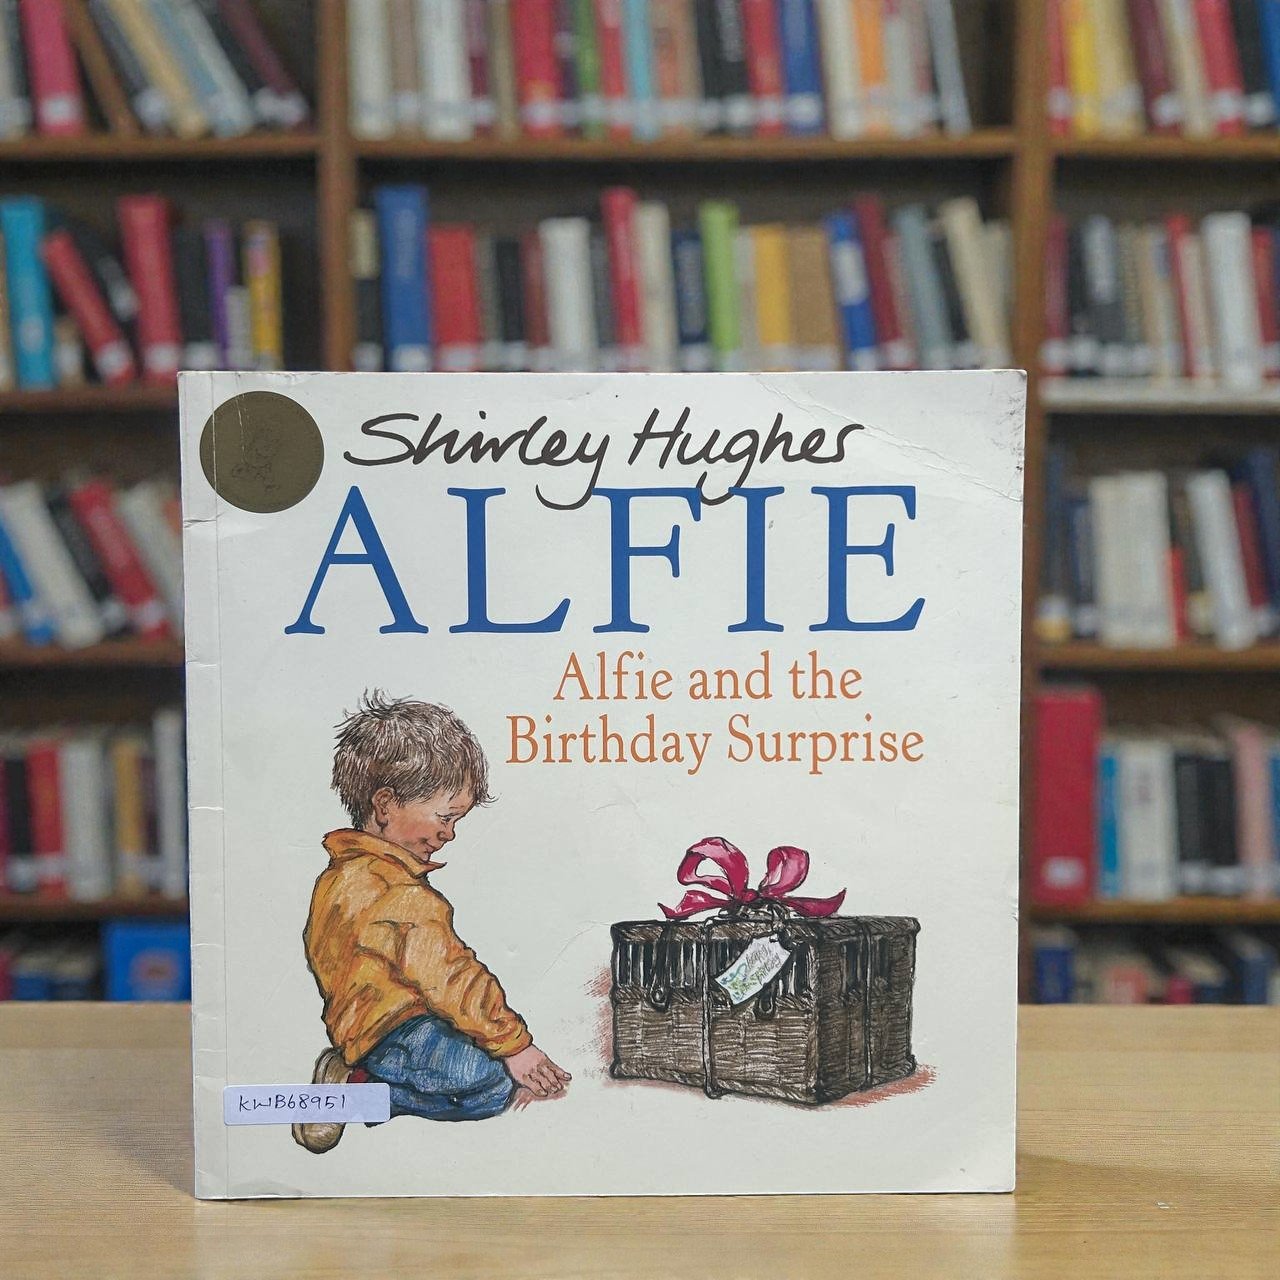 Shirley Hughes
ALFIE
Alfie and the
Birthday Surprise
KWB68951